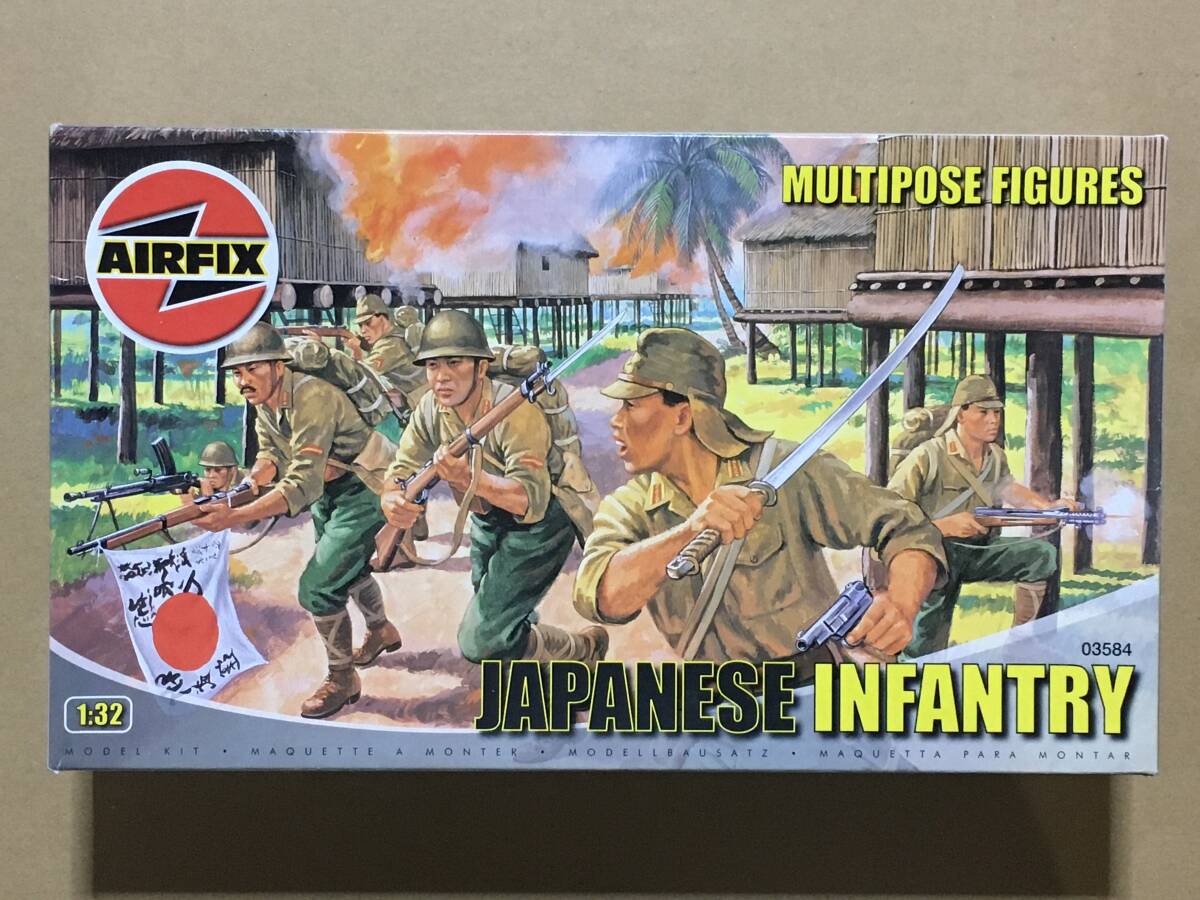 AIRFIX
MULTIPOSE FIGURES
03584
JAPANESE INFANTRY
1:32
MODEL KIT • MAQUETTE A MONTER • MODELLBAUSATZ • MAQUETTA PARA MONTAR